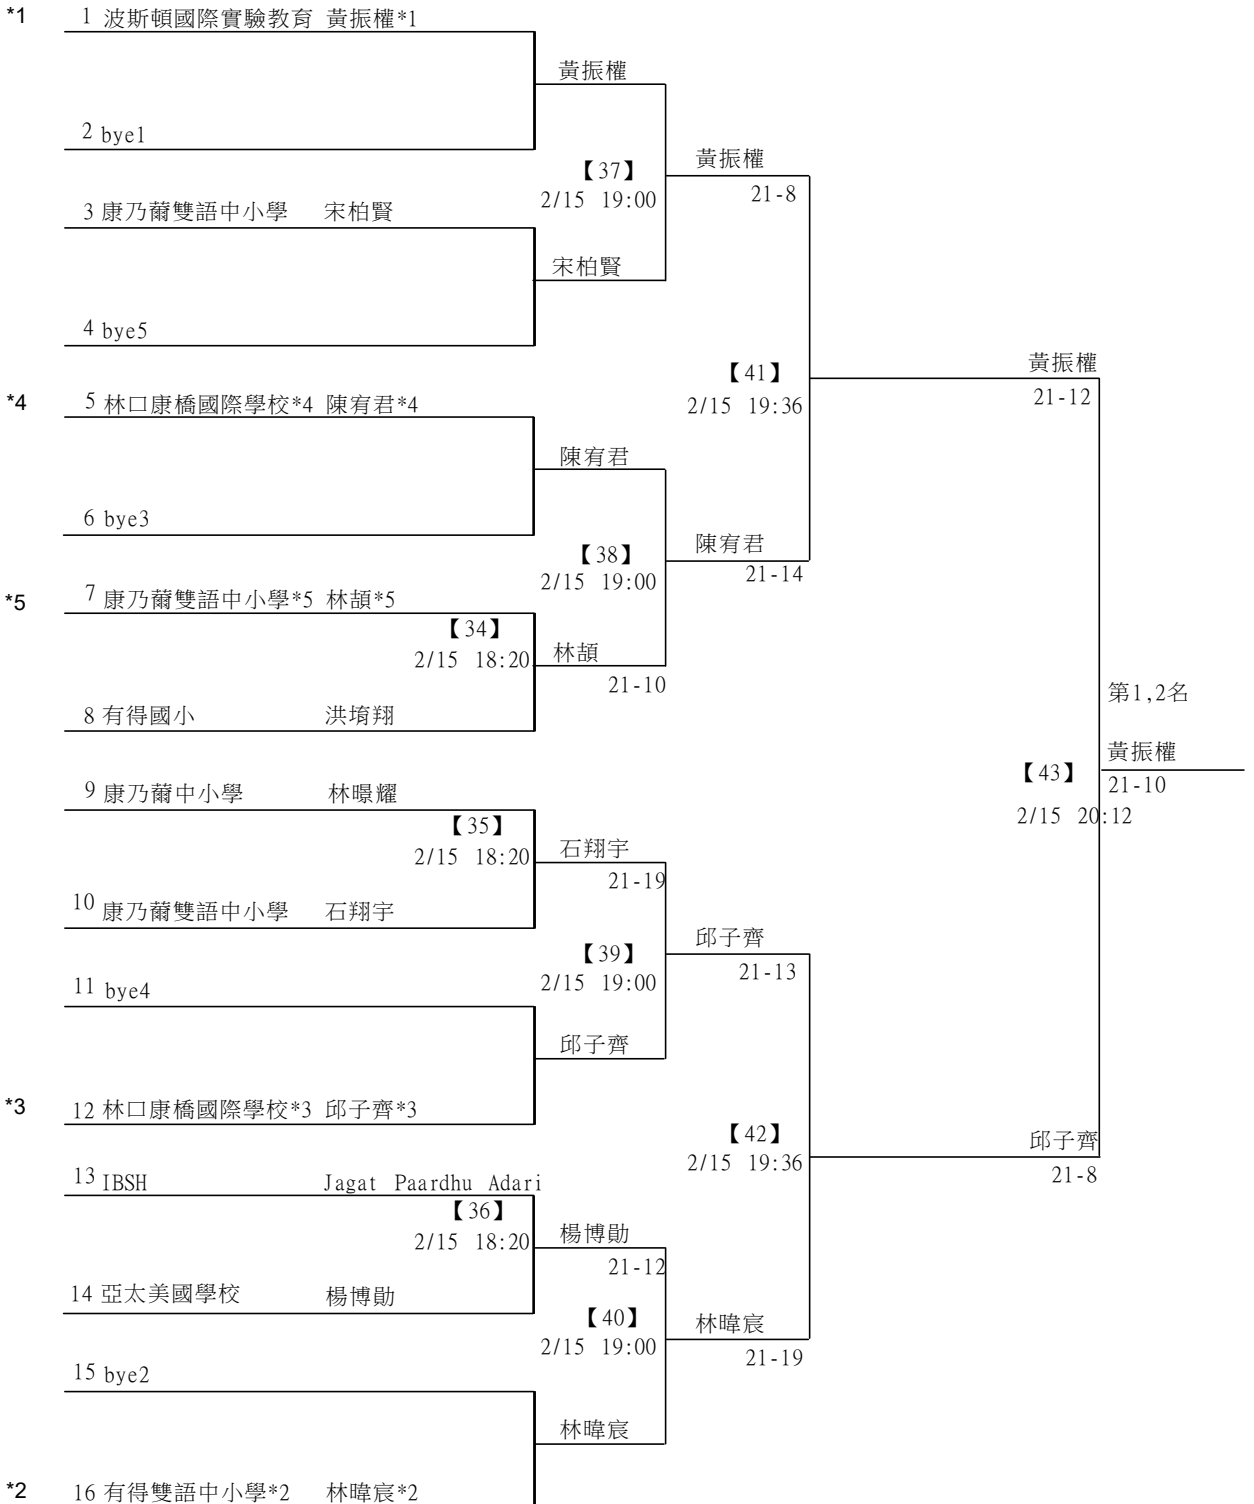 *1 1 波斯頓國際實驗教育 黃振權*1
黃振權
2 bye1
【37】
2/15 19:00
黃振權
21-8
3 康乃薾雙語中小學 宋柏賢
宋柏賢
4 bye5
【41】
2/15 19:36
黃振權
21-12
*4 5 林口康橋國際學校*4 陳宥君*4
陳宥君
6 bye3
【38】
2/15 19:00
陳宥君
21-14
*5 7 康乃薾雙語中小學*5 林頡*5
【34】
2/15 18:20
林頡
21-10
8 有得國小 洪堉翔
第1,2名
黃振權
21-10
【43】
2/15 20:12
9 康乃薾中小學 林暻耀
【35】
2/15 18:20
石翔宇
21-19
10 康乃薾雙語中小學 石翔宇
【39】
2/15 19:00
邱子齊
21-13
11 bye4
邱子齊
*3 12 林口康橋國際學校*3 邱子齊*3
【42】
2/15 19:36
邱子齊
21-8
13 IBSH Jagat Paardhu Adari
【36】
2/15 18:20
楊博勛
21-12
14 亞太美國學校 楊博勛
【40】
2/15 19:00
林暐宸
21-19
15 bye2
林暐宸
*2 16 有得雙語中小學*2 林暐宸*2